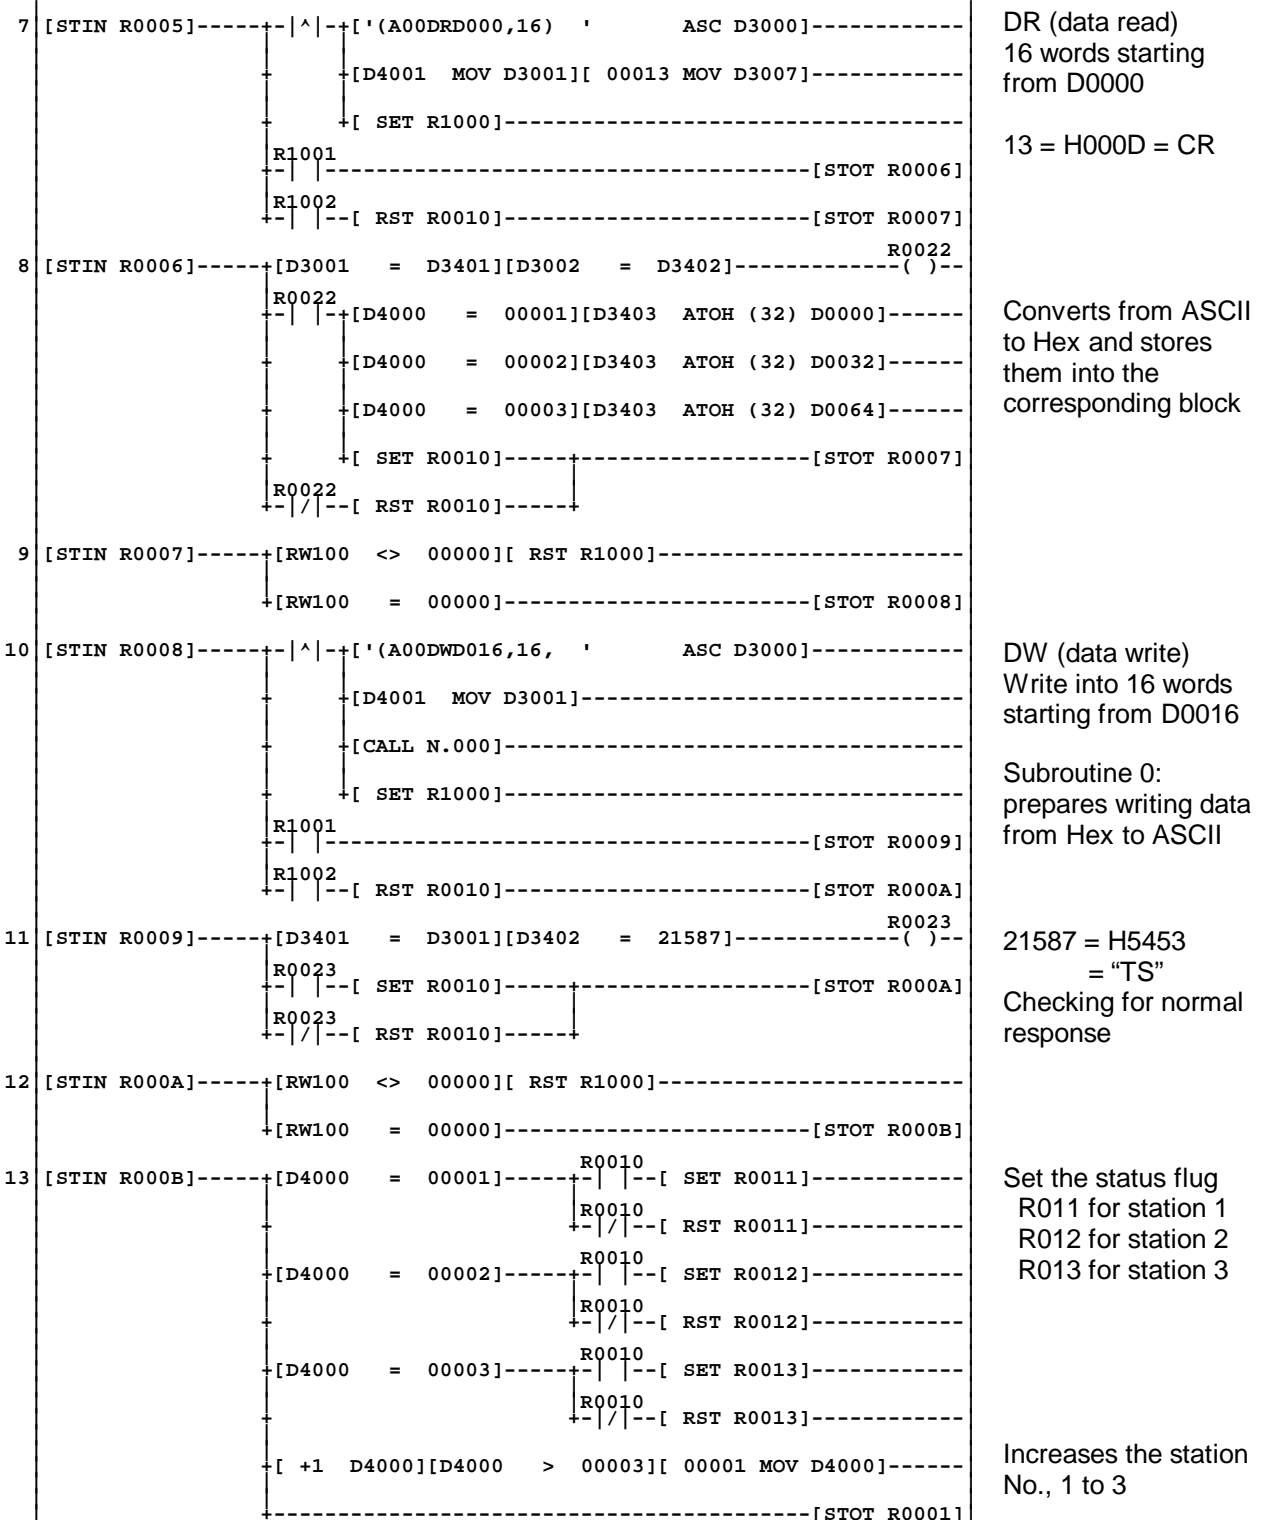 7 [STIN R0005]-----+-|^|-+['(A00DRD000,16)  '      ASC D3000]------------
+     +[D4001  MOV D3001][ 00013 MOV D3007]------------
+     +[ SET R1000]-----------------------------------
R1001
+-| |-------------------------------------[STOT R0006]
R1002
+-| |--[ RST R0010]-----------------------[STOT R0007]
DR (data read)
16 words starting
from D0000
13 = H000D = CR
R0022
8 [STIN R0006]-----+[D3001   =  D3401][D3002   =  D3402]-------------( )--
R0022
+-| |-+[D4000   =  00001][D3403  ATOH (32) D0000]------
+     +[D4000   =  00002][D3403  ATOH (32) D0032]------
+     +[D4000   =  00003][D3403  ATOH (32) D0064]------
+     +[ SET R0010]-----+------------------[STOT R0007]
R0022
+-|/|--[ RST R0010]-----+
Converts from ASCII
to Hex and stores
them into the
corresponding block
9 [STIN R0007]-----+[RW100  <>  00000][ RST R1000]-----------------------
+[RW100   =  00000]-----------------------[STOT R0008]
10 [STIN R0008]-----+-|^|-+['(A00DWD016,16,  '      ASC D3000]------------
+     +[D4001  MOV D3001]-----------------------------
+     +[CALL N.000]-----------------------------------
+     +[ SET R1000]-----------------------------------
R1001
+-| |-------------------------------------[STOT R0009]
R1002
+-| |--[ RST R0010]-----------------------[STOT R000A]
DW (data write)
Write into 16 words
starting from D0016
Subroutine 0:
prepares writing data
from Hex to ASCII
R0023
11 [STIN R0009]-----+[D3401   =  D3001][D3402   =  21587]-------------( )--
R0023
+-| |--[ SET R0010]-----+------------------[STOT R000A]
R0023
+-|/|--[ RST R0010]-----+
21587 = H5453
= “TS”
Checking for normal
response
12 [STIN R000A]-----+[RW100  <>  00000][ RST R1000]-----------------------
+[RW100   =  00000]-----------------------[STOT R000B]
R0010
13 [STIN R000B]-----+[D4000   =  00001]-----+-| |--[ SET R0011]------------
R0010
+                       +-|/|--[ RST R0011]------------
R0010
+[D4000   =  00002]-----+-| |--[ SET R0012]------------
R0010
+                       +-|/|--[ RST R0012]------------
R0010
+[D4000   =  00003]-----+-| |--[ SET R0013]------------
R0010
+                       +-|/|--[ RST R0013]------------
+[ +1  D4000][D4000   >  00003][ 00001 MOV D4000]------
+------------------------------------------[STOT R0001]
Set the status flug
R011 for station 1
R012 for station 2
R013 for station 3
Increases the station
No., 1 to 3